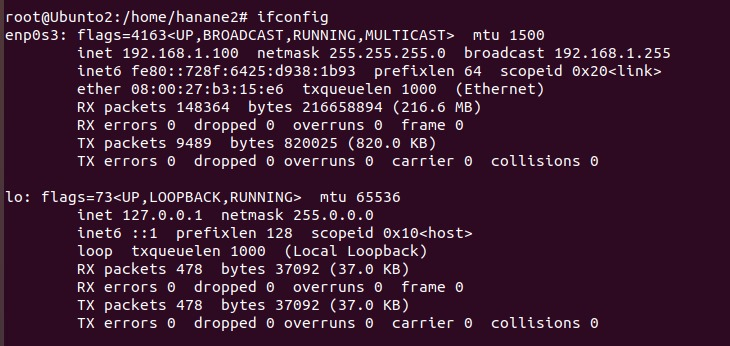 root@Ubunto2:/home/hanane2# ifconfig
enp0s3: flags=4163<UP,BROADCAST,RUNNING,MULTICAST>  mtu 1500
        inet 192.168.1.100  netmask 255.255.255.0  broadcast 192.168.1.255
        inet6 fe80::728f:6425:d938:1b93  prefixlen 64  scopeid 0x20<link>
        ether 08:00:27:b3:15:e6  txqueuelen 1000  (Ethernet)
        RX packets 148364  bytes 216658894 (216.6 MB)
        RX errors 0  dropped 0  overruns 0  frame 0
        TX packets 9489  bytes 820025 (820.0 KB)
        TX errors 0  dropped 0 overruns 0  carrier 0  collisions 0

lo: flags=73<UP,LOOPBACK,RUNNING>  mtu 65536
        inet 127.0.0.1  netmask 255.0.0.0
        inet6 ::1  prefixlen 128  scopeid 0x10<host>
        loop  txqueuelen 1000  (Local Loopback)
        RX packets 478  bytes 37092 (37.0 KB)
        RX errors 0  dropped 0  overruns 0  frame 0
        TX packets 478  bytes 37092 (37.0 KB)
        TX errors 0  dropped 0 overruns 0  carrier 0  collisions 0